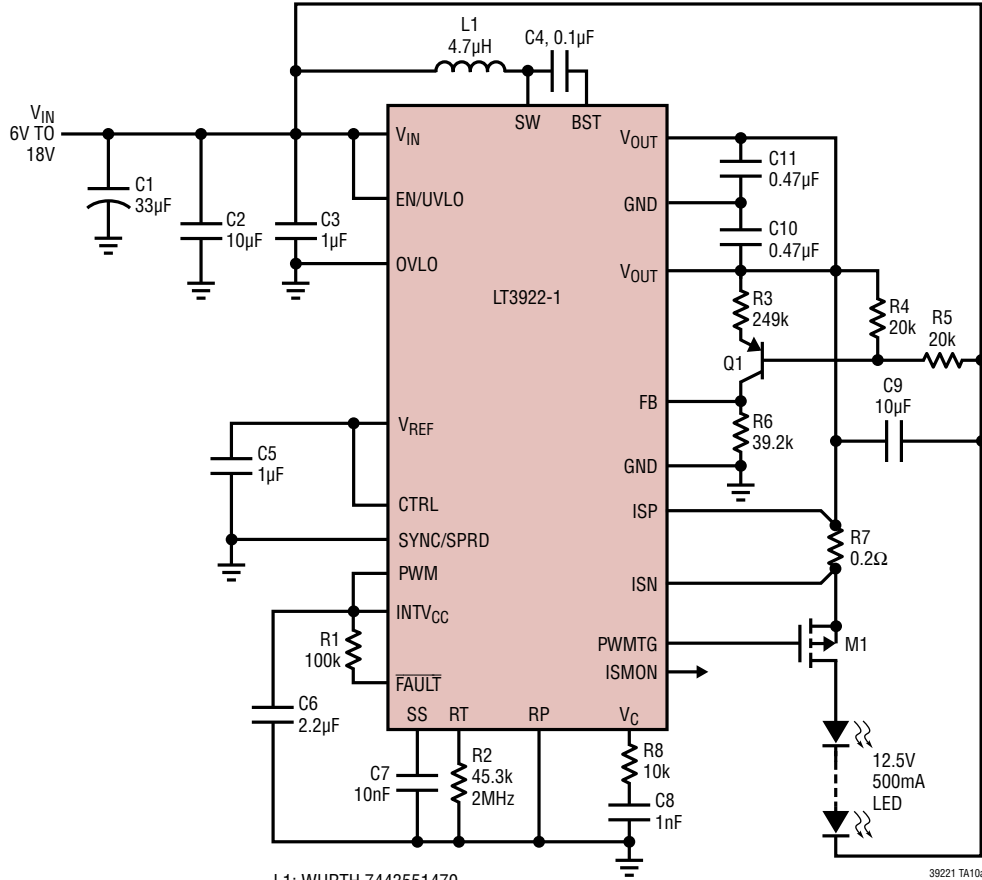 L1
4.7µH
C4, 0.1µF
VIN
6V TO
18V
SW
BST
VIN
VOUT
C11
0.47µF
C1
33µF
EN/UVLO
GND
C2
10µF
C3
1µF
C10
0.47µF
OVLO
VOUT
LT3922-1
R3
249k
R4
20k
R5
20k
Q1
C9
10µF
FB
VREF
R6
39.2k
C5
1µF
GND
CTRL
ISP
SYNC/SPRD
R7
0.2Ω
PWM
ISN
INTVCC
R1
100k
PWMTG
M1
ISMON
FAULT
C6
2.2µF
SS
RT
RP
VC
C7
10nF
R2
45.3k
2MHz
R8
10k
12.5V
500mA
LED
C8
1nF
39221 TA10a